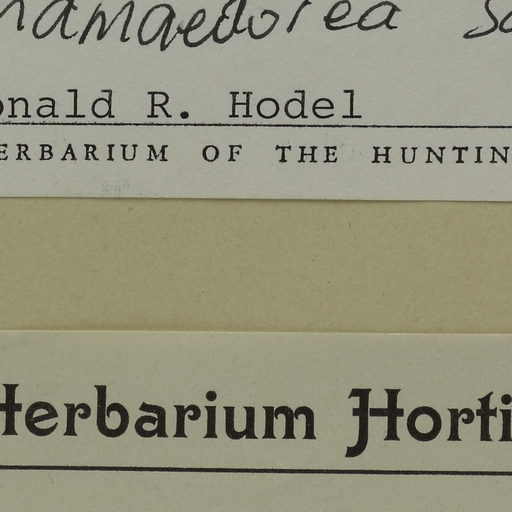 hamaedorea
onald R. Hodel
ERBARIUM OF THE HUNTIN
Herbarium Horti